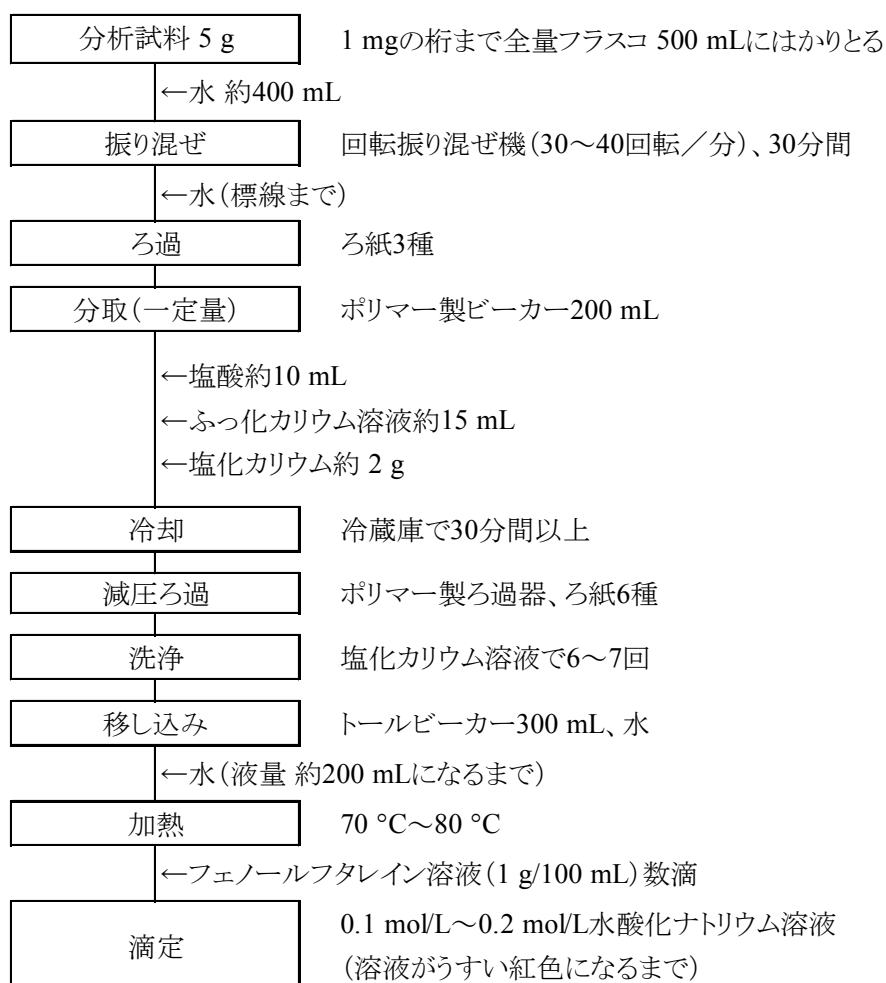 分析試料 5 g 1 mgの桁まで全量フラスコ 500 mLにはかりとる
←水 約400 mL
振り混ぜ 回転振り混ぜ機（30～40回転／分）、30分間
←水（標線まで）
ろ過 ろ紙3種
分取（一定量） ポリマー製ビーカー200 mL
←塩酸約10 mL
←ふっ化カリウム溶液約15 mL
←塩化カリウム約 2 g
冷却 冷蔵庫で30分間以上
減圧ろ過 ポリマー製ろ過器、ろ紙6種
洗浄 塩化カリウム溶液で6～7回
移し込み トールビーカー300 mL、水
←水（液量 約200 mLになるまで）
加熱 70 °C～80 °C
←フェノールフタレイン溶液（1 g/100 mL）数滴
滴定 0.1 mol/L～0.2 mol/L水酸化ナトリウム溶液
（溶液がうすい紅色になるまで）